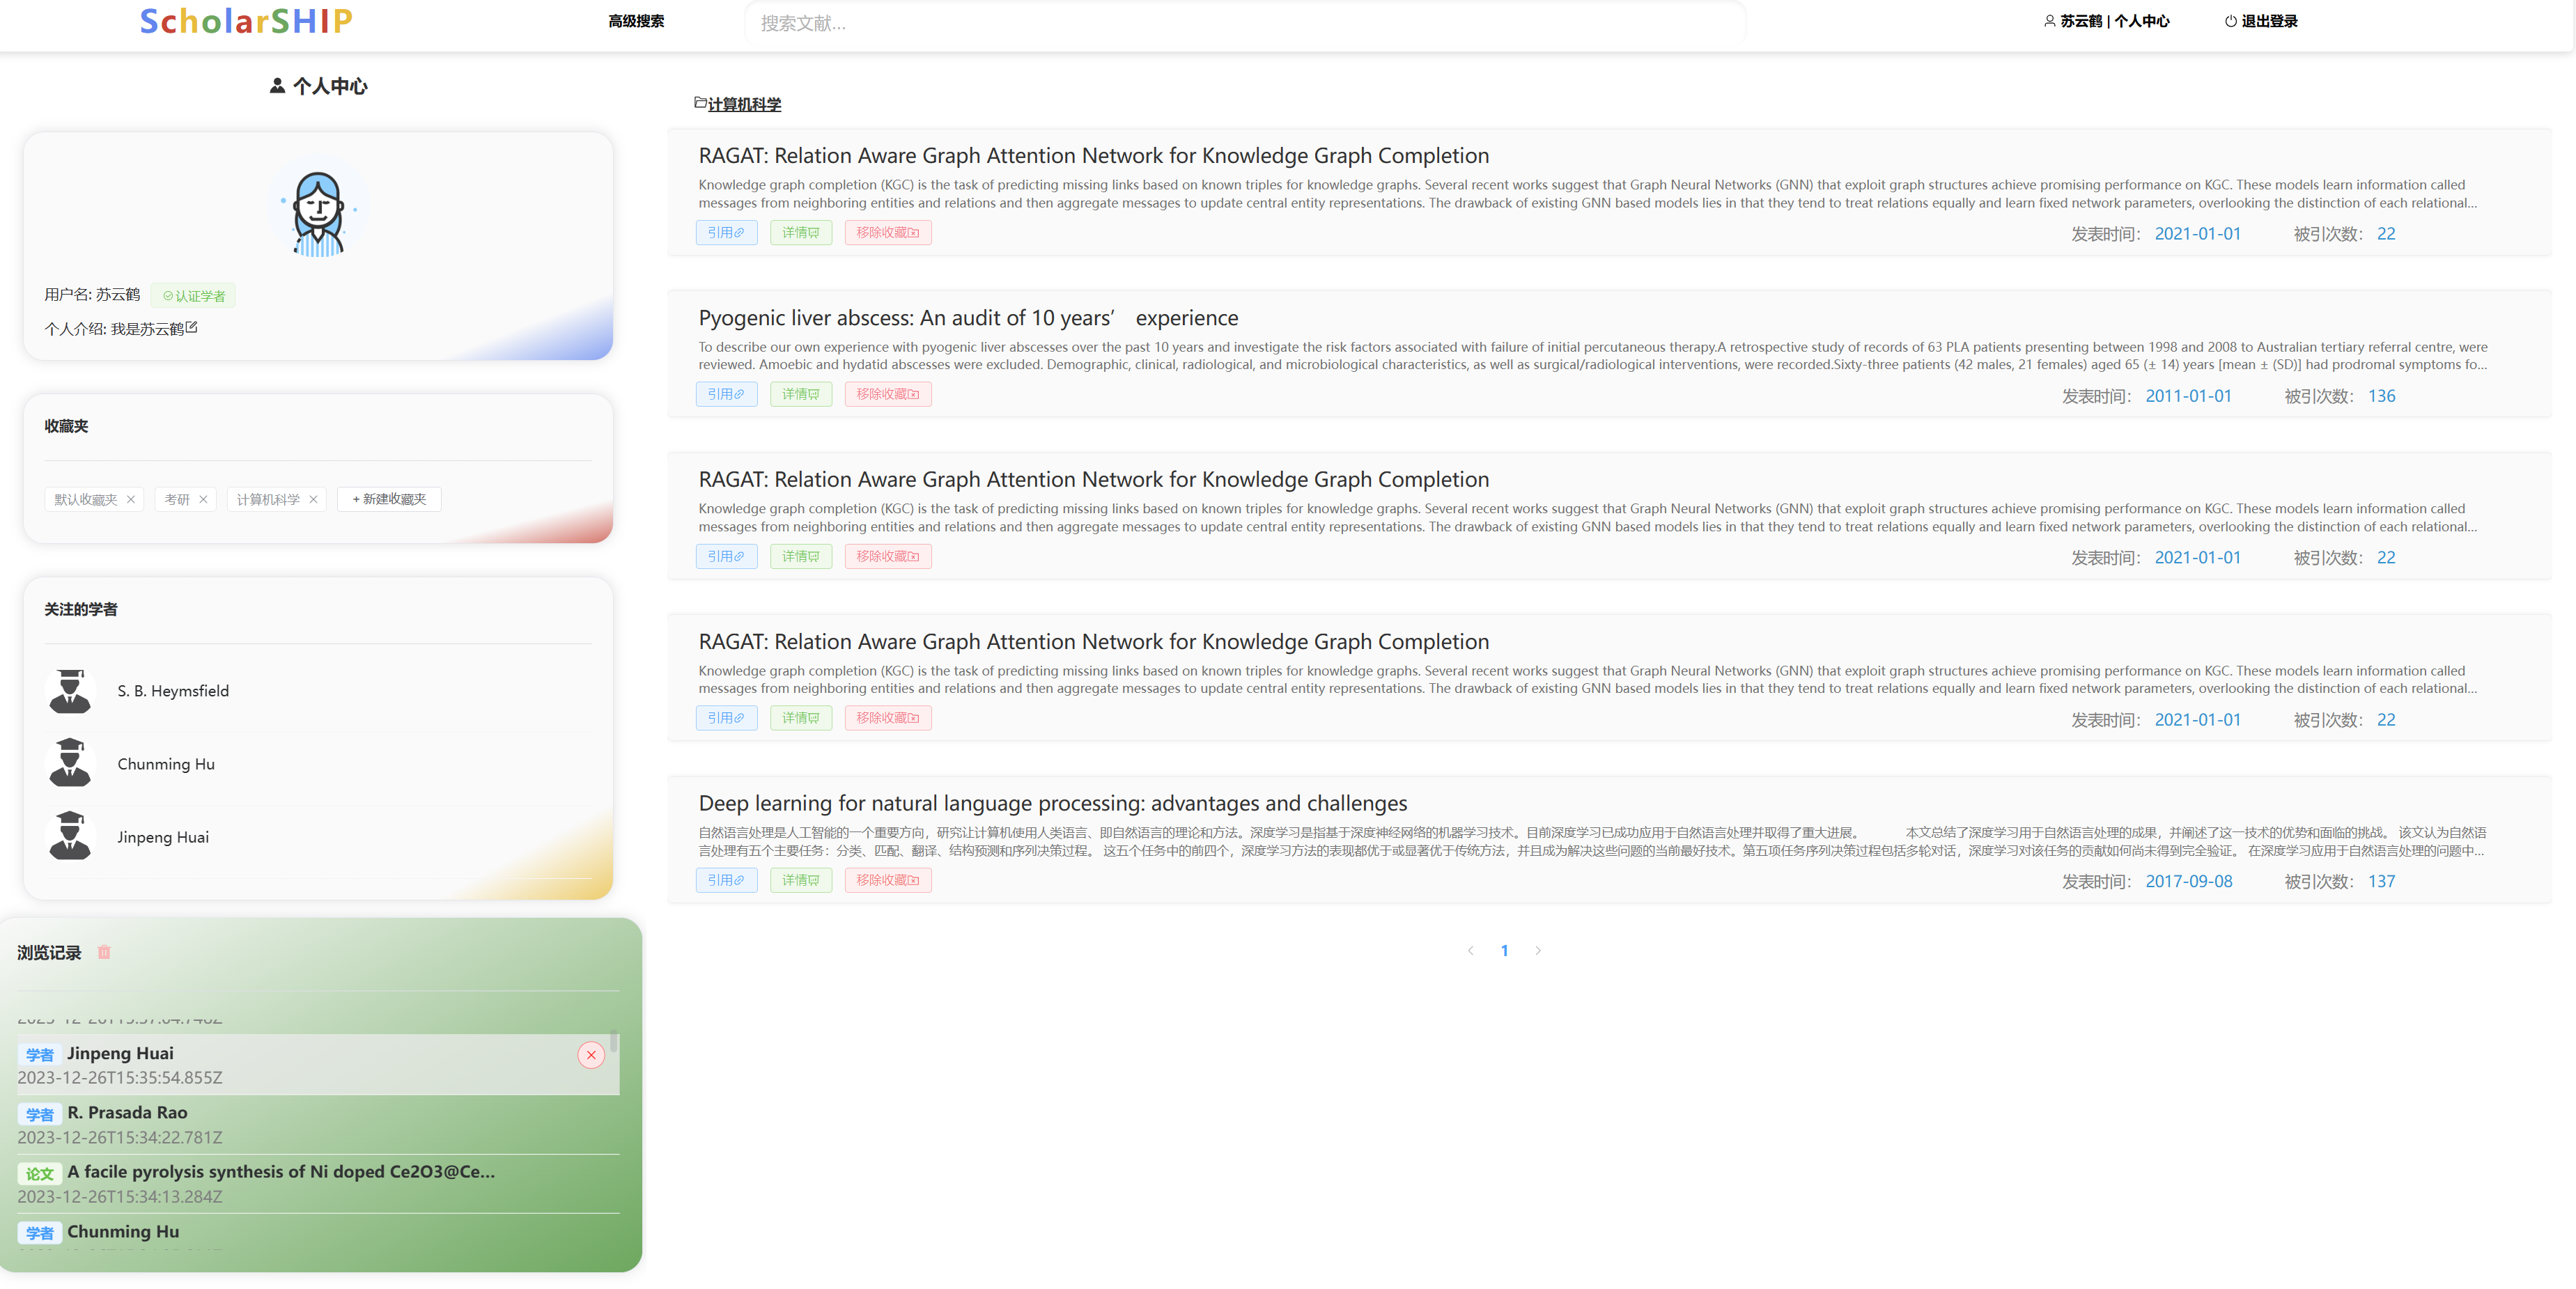 ScholarSHIP
高级搜索
搜索文献...
苏云鹤 | 个人中心
退出登录
个人中心
用户名: 苏云鹤 认证学者
个人介绍: 我是苏云鹤
收藏夹
默认收藏夹 考研 计算机科学 + 新建收藏夹
关注的学者
S. B. Heymsfield
Chunming Hu
Jinpeng Huai
浏览记录
学者 Jinpeng Huai
2023-12-26T15:35:54.855Z
学者 R. Prasada Rao
2023-12-26T15:34:22.781Z
论文 A facile pyrolysis synthesis of Ni doped Ce2O3@Ce...
2023-12-26T15:34:13.284Z
学者 Chunming Hu
计算机科学
RAGAT: Relation Aware Graph Attention Network for Knowledge Graph Completion
Knowledge graph completion (KGC) is the task of predicting missing links based on known triples for knowledge graphs. Several recent works suggest that Graph Neural Networks (GNN) that exploit graph structures achieve promising performance on KGC. These models learn information called
messages from neighboring entities and relations and then aggregate messages to update central entity representations. The drawback of existing GNN based models lies in that they tend to treat relations equally and learn fixed network parameters, overlooking the distinction of each relational...
引用 详情 移除收藏 发表时间： 2021-01-01 被引次数： 22
Pyogenic liver abscess: An audit of 10 years’ experience
To describe our own experience with pyogenic liver abscesses over the past 10 years and investigate the risk factors associated with failure of initial percutaneous therapy.A retrospective study of records of 63 PLA patients presenting between 1998 and 2008 to Australian tertiary referral centre, were
reviewed. Amoebic and hydatid abscesses were excluded. Demographic, clinical, radiological, and microbiological characteristics, as well as surgical/radiological interventions, were recorded.Sixty-three patients (42 males, 21 females) aged 65 (± 14) years [mean ± (SD)] had prodromal symptoms fo...
引用 详情 移除收藏 发表时间： 2011-01-01 被引次数： 136
RAGAT: Relation Aware Graph Attention Network for Knowledge Graph Completion
Knowledge graph completion (KGC) is the task of predicting missing links based on known triples for knowledge graphs. Several recent works suggest that Graph Neural Networks (GNN) that exploit graph structures achieve promising performance on KGC. These models learn information called
messages from neighboring entities and relations and then aggregate messages to update central entity representations. The drawback of existing GNN based models lies in that they tend to treat relations equally and learn fixed network parameters, overlooking the distinction of each relational...
引用 详情 移除收藏 发表时间： 2021-01-01 被引次数： 22
RAGAT: Relation Aware Graph Attention Network for Knowledge Graph Completion
Knowledge graph completion (KGC) is the task of predicting missing links based on known triples for knowledge graphs. Several recent works suggest that Graph Neural Networks (GNN) that exploit graph structures achieve promising performance on KGC. These models learn information called
messages from neighboring entities and relations and then aggregate messages to update central entity representations. The drawback of existing GNN based models lies in that they tend to treat relations equally and learn fixed network parameters, overlooking the distinction of each relational...
引用 详情 移除收藏 发表时间： 2021-01-01 被引次数： 22
Deep learning for natural language processing: advantages and challenges
自然语言处理是人工智能的一个重要方向，研究让计算机使用人类语言、即自然语言的理论和方法。深度学习是指基于深度神经网络的机器学习技术。目前深度学习已成功应用于自然语言处理并取得了重大进展。 本文总结了深度学习用于自然语言处理的成果，并阐述了这一技术的优势和面临的挑战。 该文认为自然语
言处理有五个主要任务：分类、匹配、翻译、结构预测和序列决策过程。 这五个任务中的前四个，深度学习方法的表现都优于或显著优于传统方法，并且成为解决这些问题的当前最好技术。第五项任务序列决策过程包括多轮对话，深度学习对该任务的贡献如何尚未得到完全验证。 在深度学习应用于自然语言处理的问题中...
引用 详情 移除收藏 发表时间： 2017-09-08 被引次数： 137
1